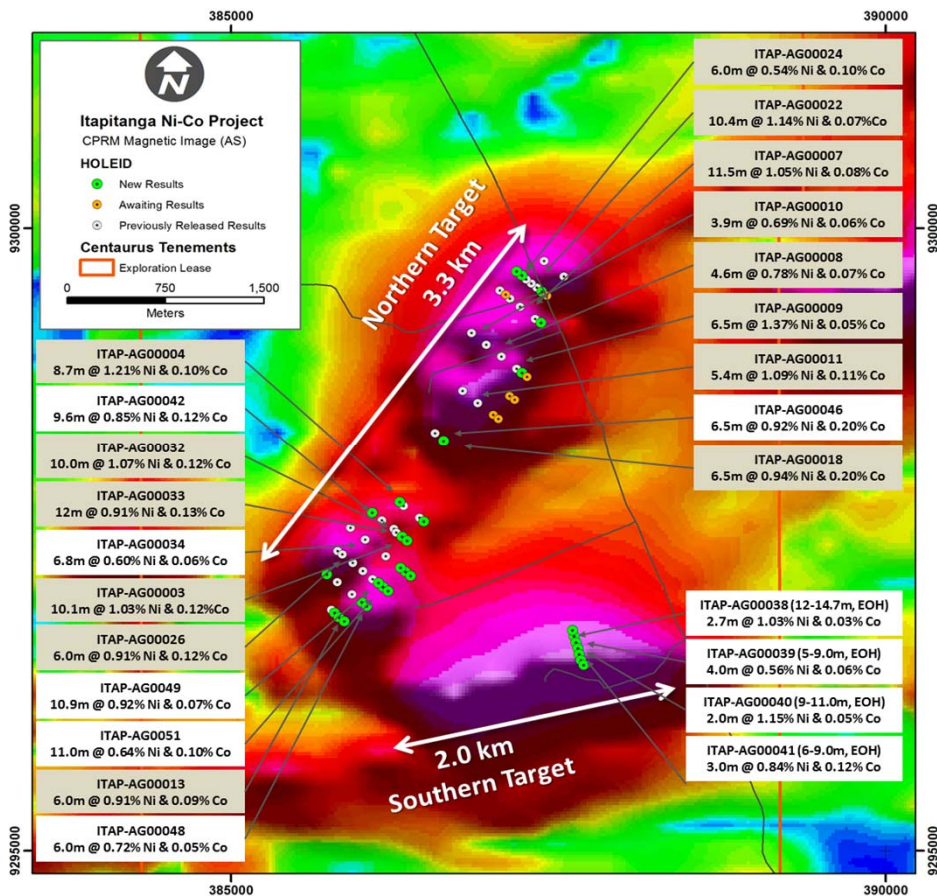 385000
390000
N
Itapitanga Ni-Co Project
CPRM Magnetic Image (AS)
HOLEID
New Results
Awaiting Results
Previously Released Results
Centaurus Tenements
Exploration Lease
0 750 1,500
Meters
9300000
9300000
9295000
9295000
Northern Target
3.3 km
ITAP-AG00024
6.0m @ 0.54% Ni & 0.10% Co
ITAP-AG00022
10.4m @ 1.14% Ni & 0.07%Co
ITAP-AG00007
11.5m @ 1.05% Ni & 0.08% Co
ITAP-AG00010
3.9m @ 0.69% Ni & 0.06% Co
ITAP-AG00008
4.6m @ 0.78% Ni & 0.07% Co
ITAP-AG00009
6.5m @ 1.37% Ni & 0.05% Co
ITAP-AG00011
5.4m @ 1.09% Ni & 0.11% Co
ITAP-AG00046
6.5m @ 0.92% Ni & 0.20% Co
ITAP-AG00018
6.5m @ 0.94% Ni & 0.20% Co
ITAP-AG00004
8.7m @ 1.21% Ni & 0.10% Co
ITAP-AG00042
9.6m @ 0.85% Ni & 0.12% Co
ITAP-AG00032
10.0m @ 1.07% Ni & 0.12% Co
ITAP-AG00033
12m @ 0.91% Ni & 0.13% Co
ITAP-AG00034
6.8m @ 0.60% Ni & 0.06% Co
ITAP-AG00003
10.1m @ 1.03% Ni & 0.12%Co
ITAP-AG00026
6.0m @ 0.91% Ni & 0.12% Co
ITAP-AG0049
10.9m @ 0.92% Ni & 0.07% Co
ITAP-AG0051
11.0m @ 0.64% Ni & 0.10% Co
ITAP-AG00013
6.0m @ 0.91% Ni & 0.09% Co
ITAP-AG00048
6.0m @ 0.72% Ni & 0.05% Co
ITAP-AG00038 (12-14.7m, EOH)
2.7m @ 1.03% Ni & 0.03% Co
ITAP-AG00039 (5-9.0m, EOH)
4.0m @ 0.56% Ni & 0.06% Co
ITAP-AG00040 (9-11.0m, EOH)
2.0m @ 1.15% Ni & 0.05% Co
ITAP-AG00041 (6-9.0m, EOH)
3.0m @ 0.84% Ni & 0.12% Co
2.0 km
Southern Target
385000
390000